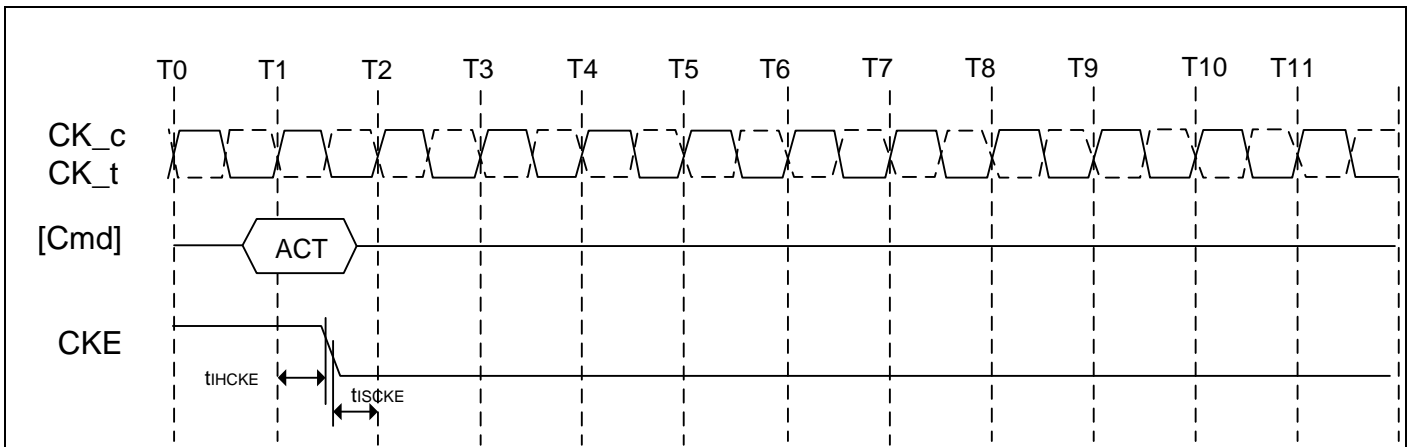 T0 T1 T2 T3 T4 T5 T6 T7 T8 T9 T10 T11
CK_c
CK_t
[Cmd] ACT
CKE
tIHCKE
tISCKE